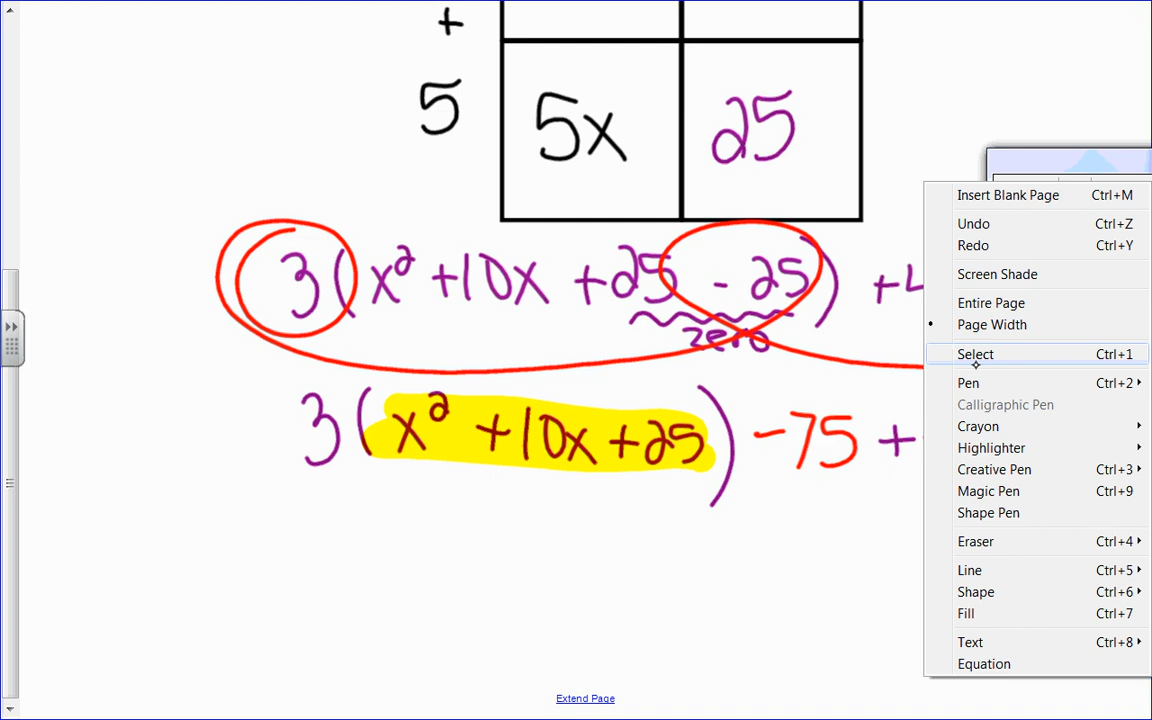 +
5 5x 25
3(x² +10x +25 - 25) +4
zero
3(x² +10x +25) -75 +
Insert Blank Page Ctrl+M
Undo Ctrl+Z
Redo Ctrl+Y
Screen Shade
Entire Page
• Page Width
Select Ctrl+1
Pen Ctrl+2
Calligraphic Pen
Crayon
Highlighter
Creative Pen Ctrl+3
Magic Pen Ctrl+9
Shape Pen
Eraser Ctrl+4
Line Ctrl+5
Shape Ctrl+6
Fill Ctrl+7
Text Ctrl+8
Equation
Extend Page